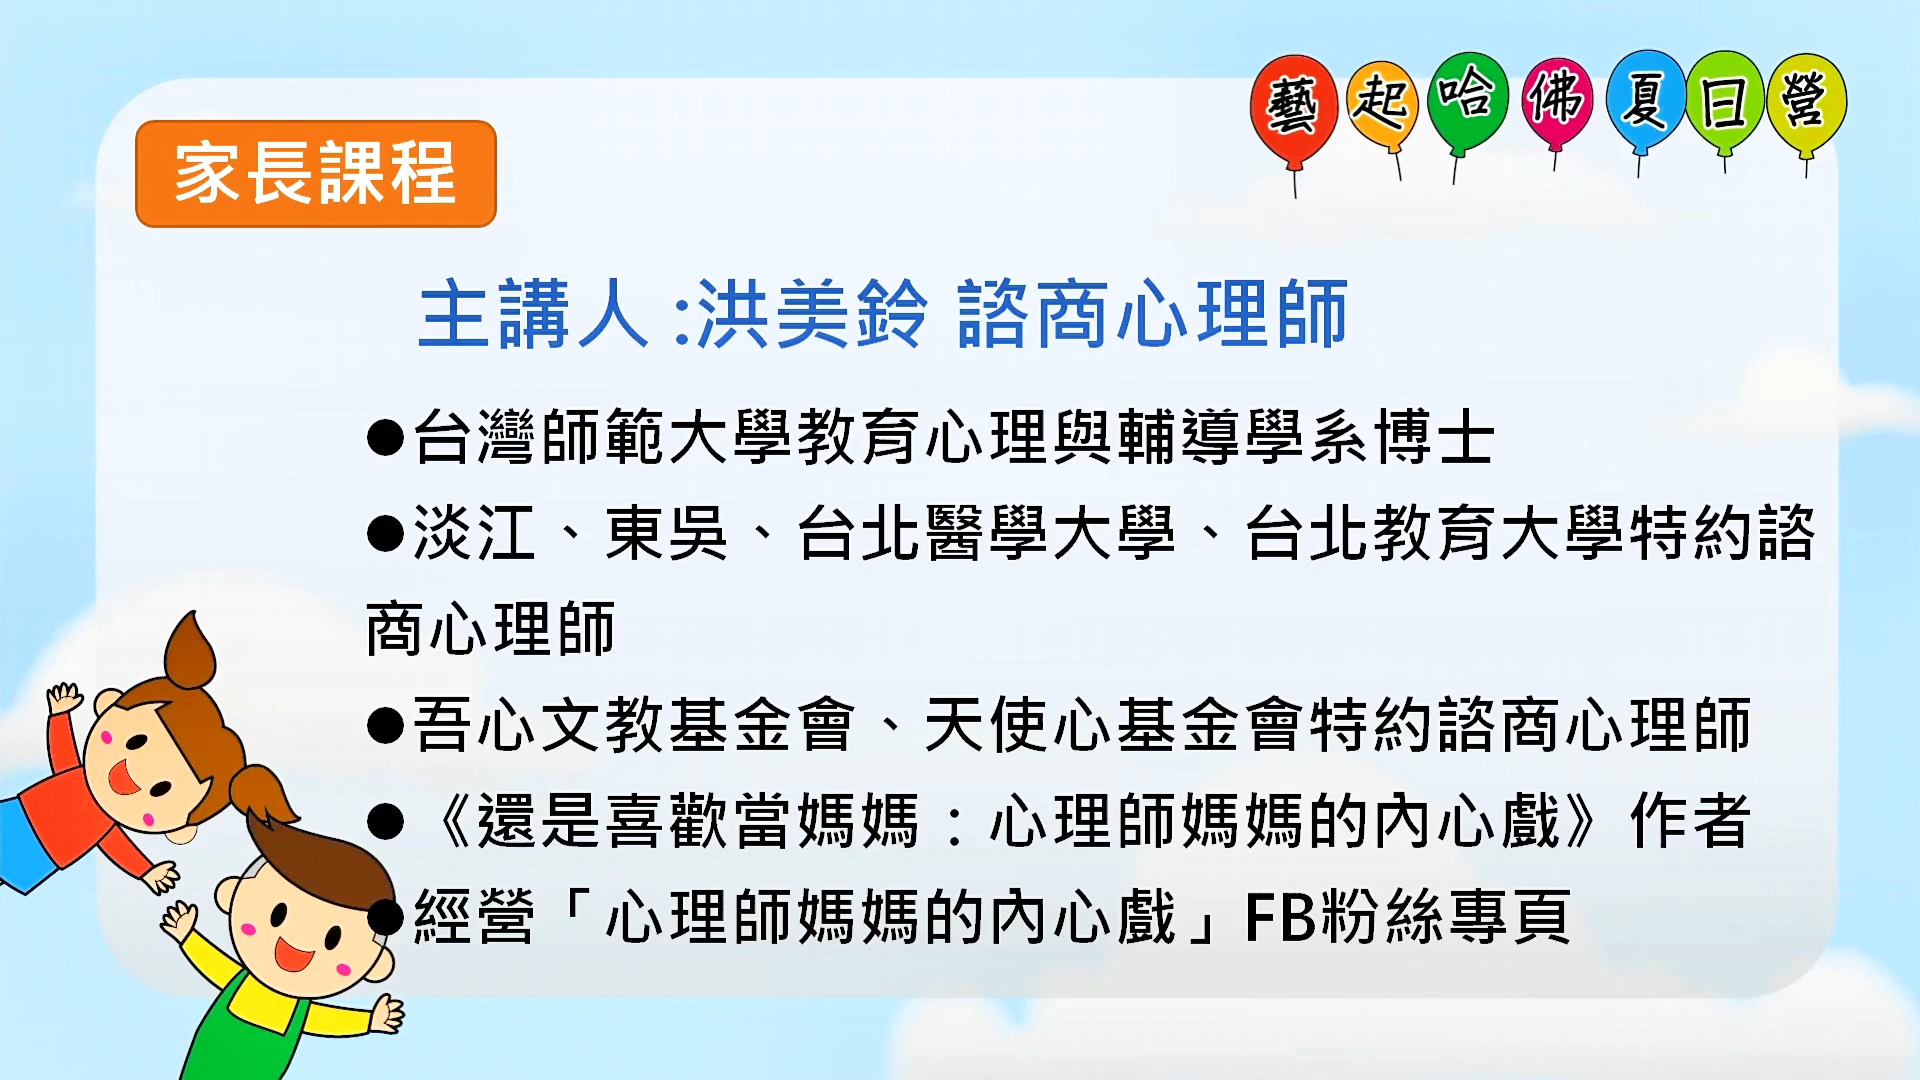 藝起哈佛夏日營
家長課程
主講人:洪美鈴 諮商心理師
●台灣師範大學教育心理與輔導學系博士
●淡江、東吳、台北醫學大學、台北教育大學特約諮
商心理師
●吾心文教基金會、天使心基金會特約諮商心理師
●《還是喜歡當媽媽：心理師媽媽的內心戲》作者
●經營「心理師媽媽的內心戲」FB粉絲專頁